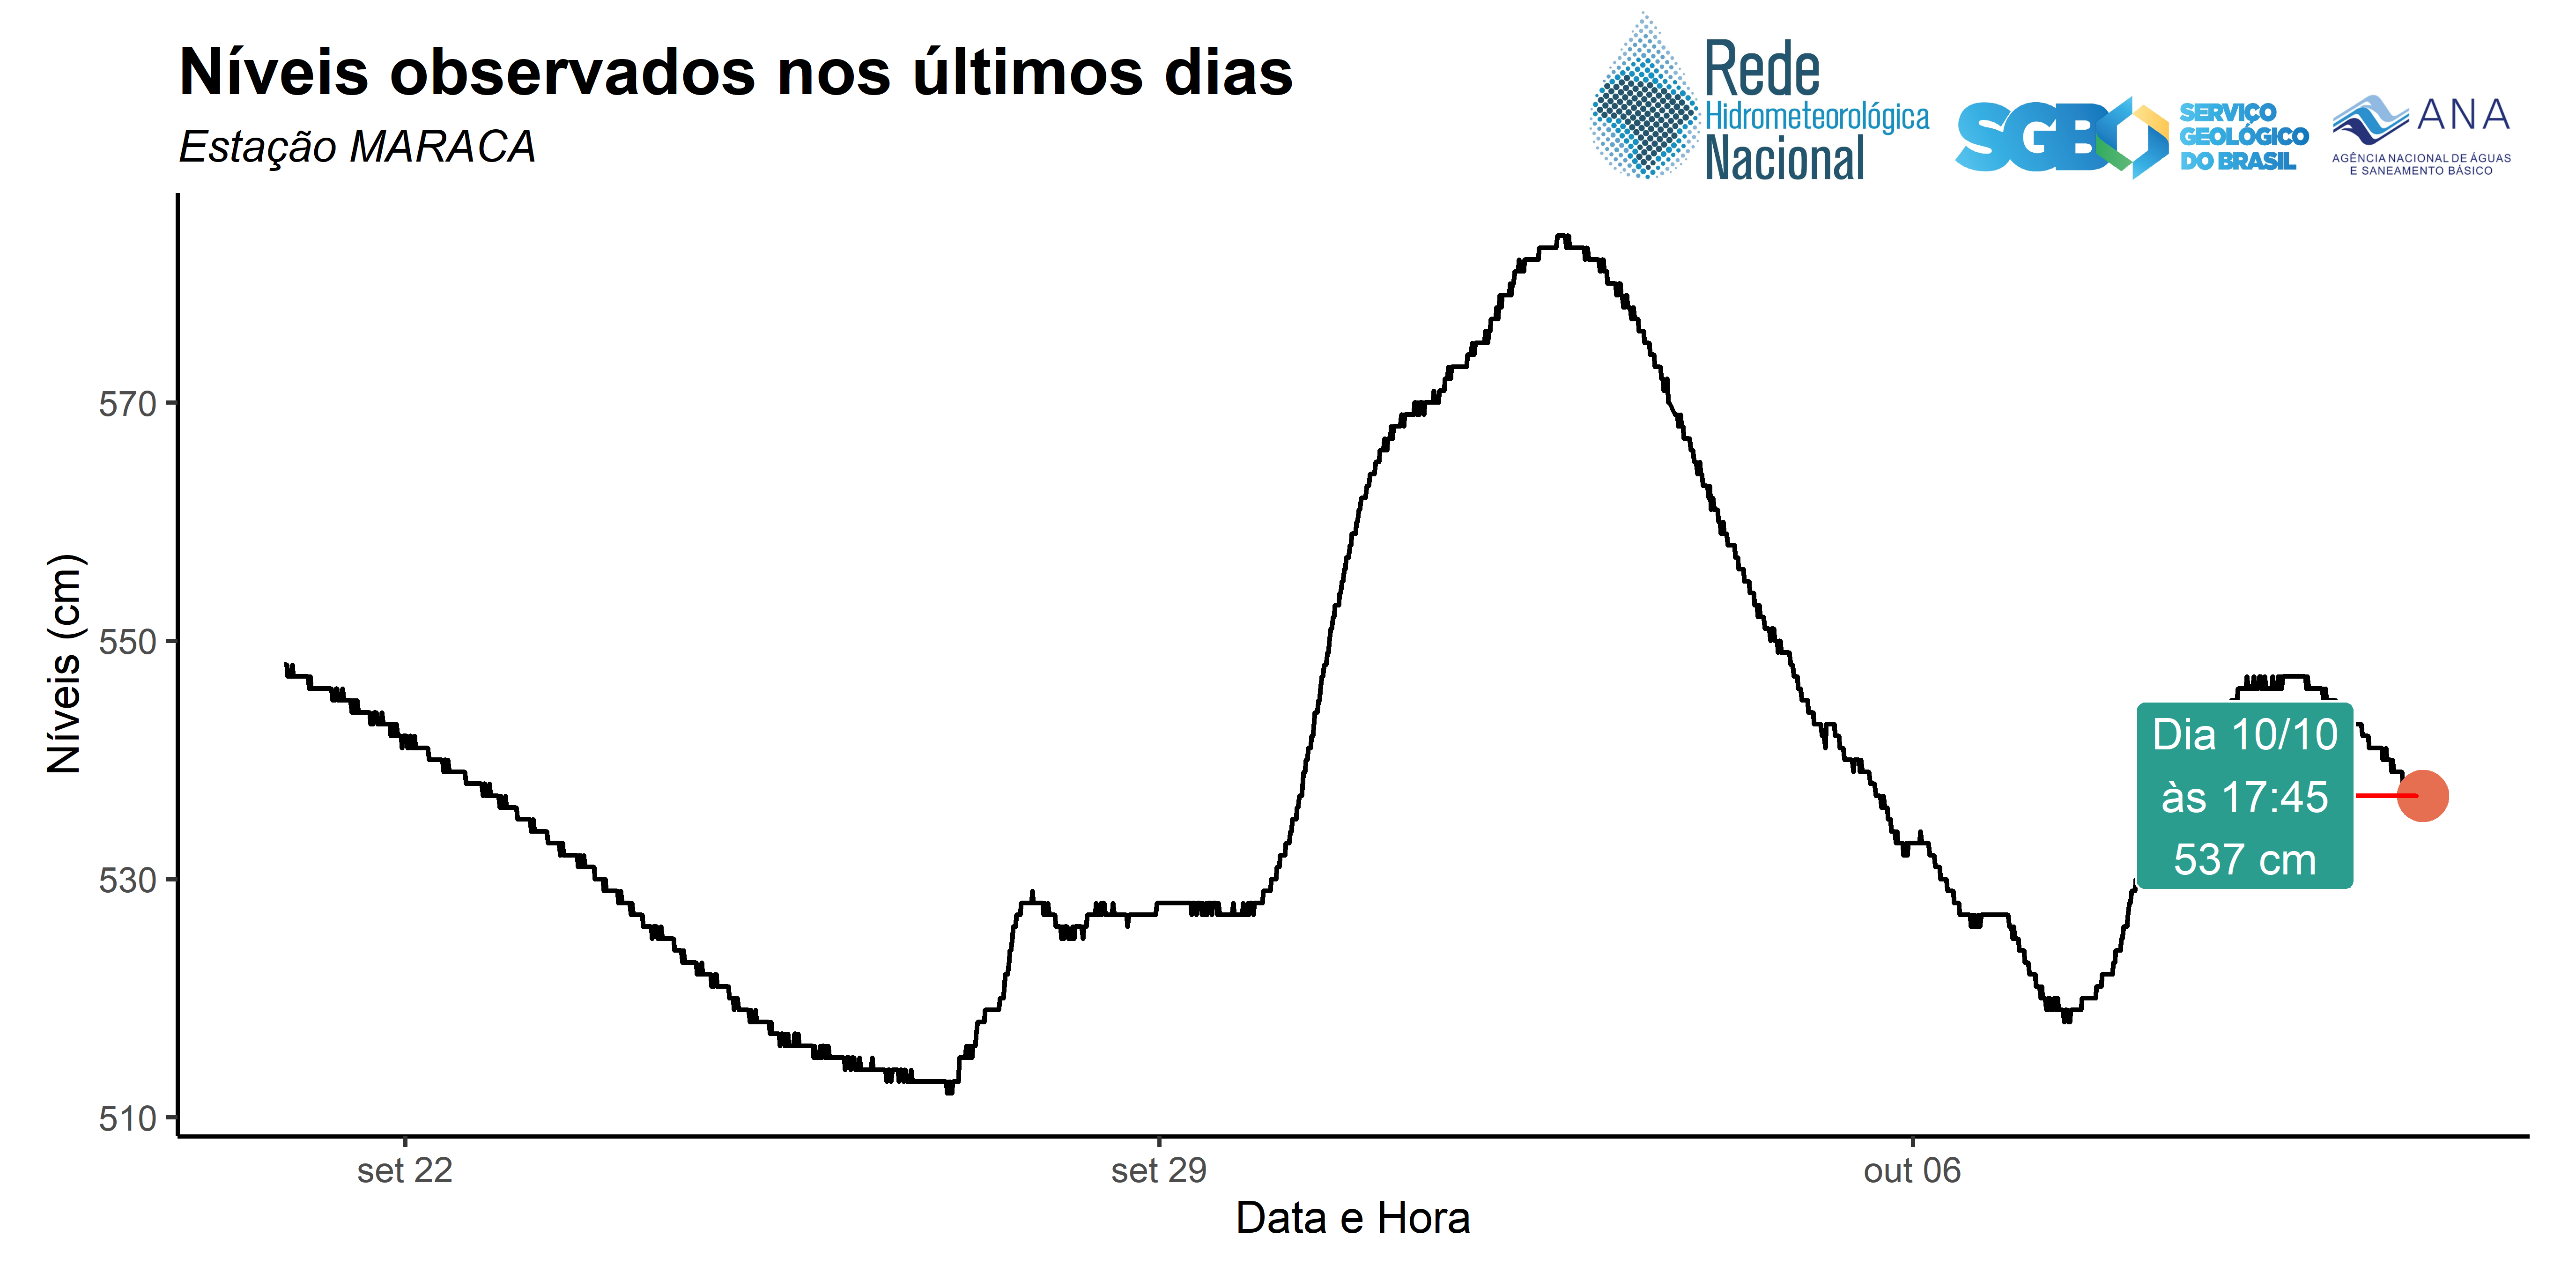 Níveis observados nos últimos dias
Estação MARACA
Rede
Hidrometeorológica
Nacional
SGB
SERVIÇO
GEOLÓGICO
DO BRASIL
ANA
AGÊNCIA NACIONAL DE ÁGUAS
E SANEAMENTO BÁSICO
Níveis (cm)
570
550
530
510
Dia 10/10
às 17:45
537 cm
set 22
set 29
out 06
Data e Hora